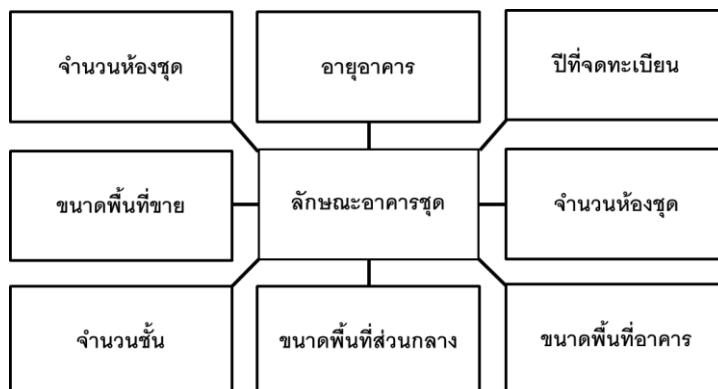 จำนวนห้องชุด
อายุอาคาร
ปีที่จดทะเบียน
ขนาดพื้นที่ขาย
ลักษณะอาคารชุด
จำนวนห้องชุด
จำนวนชั้น
ขนาดพื้นที่ส่วนกลาง
ขนาดพื้นที่อาคาร